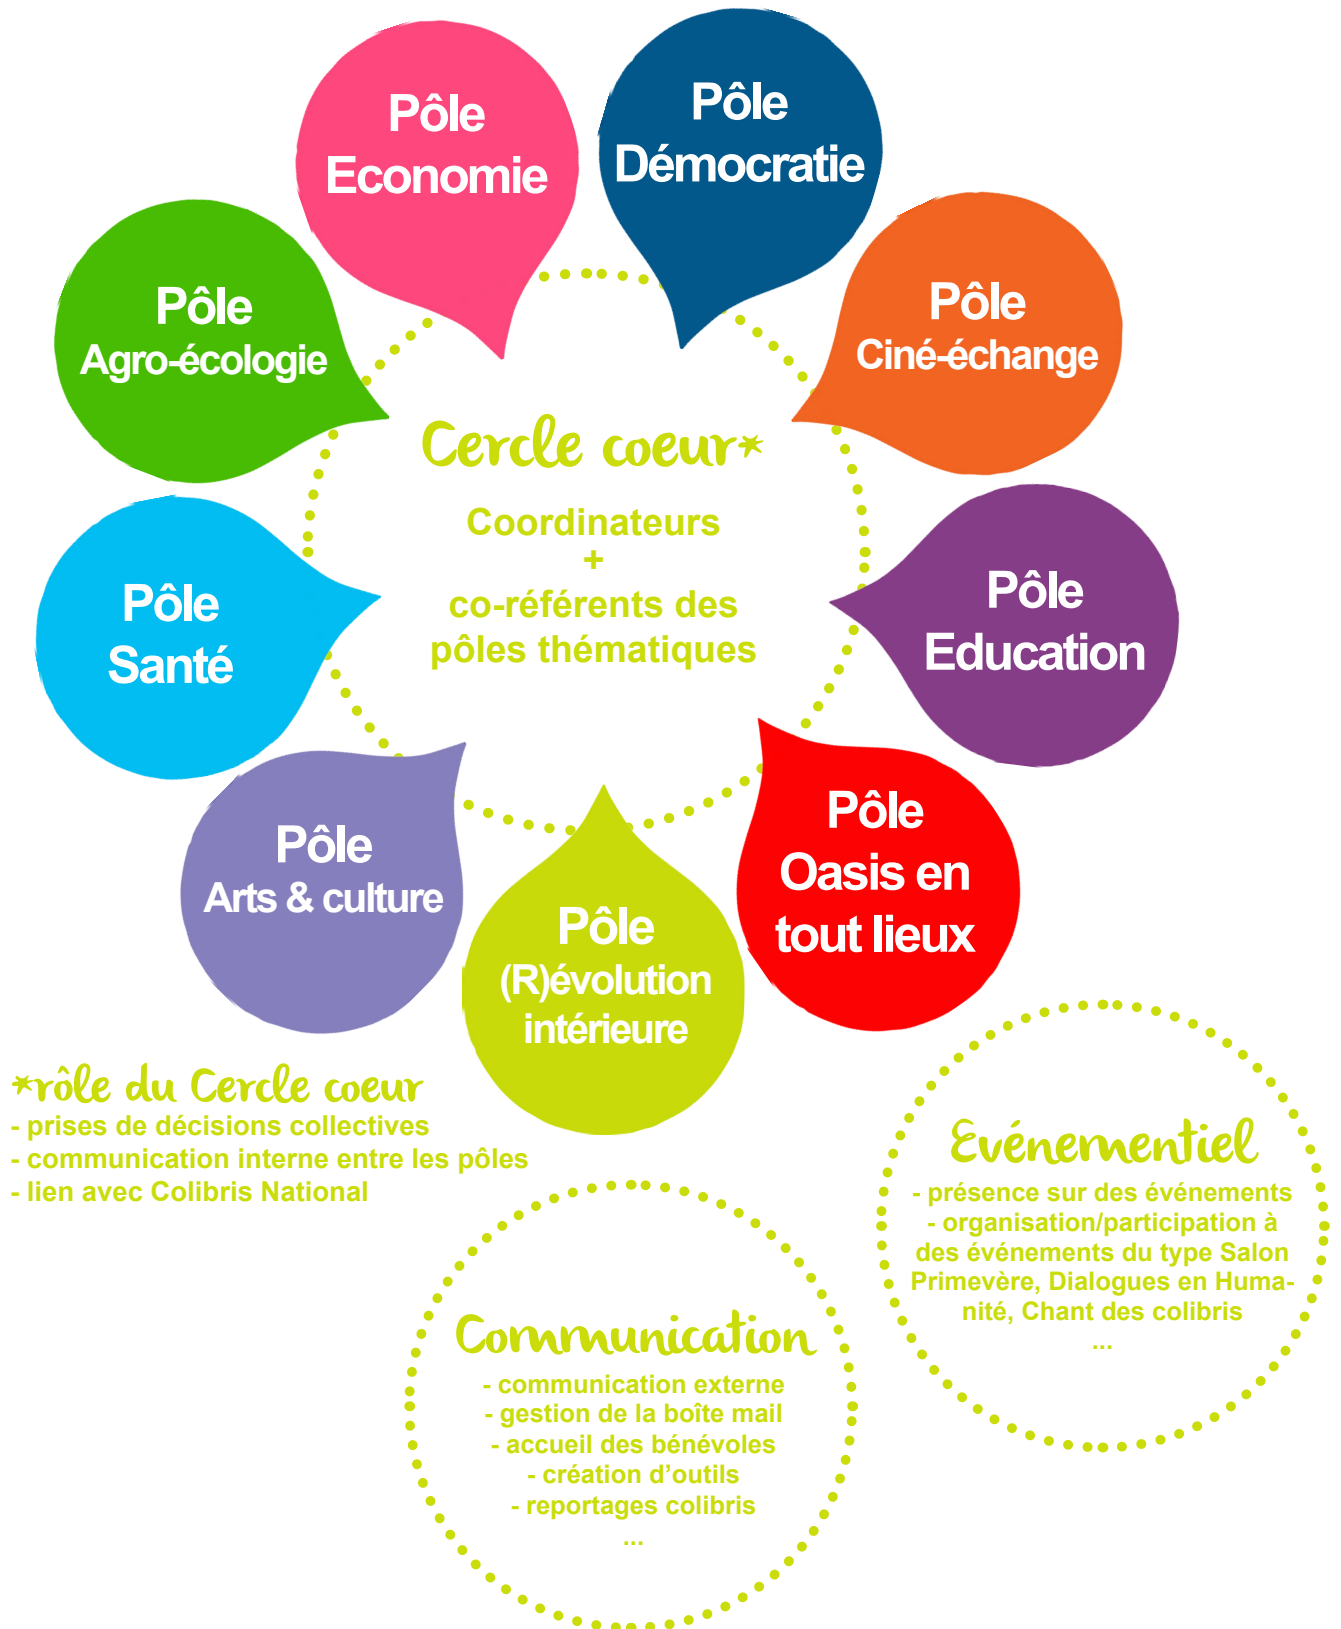 Pôle
Economie
Pôle
Démocratie
Pôle
Agro-écologie
Pôle
Ciné-échange
Cercle coeur*
Coordinateurs
+
co-référents des
pôles thématiques
Pôle
Santé
Pôle
Education
Pôle
Arts & culture
Pôle
(R)évolution
intérieure
Pôle
Oasis en
tout lieux
*rôle du Cercle coeur
- prises de décisions collectives
- communication interne entre les pôles
- lien avec Colibris National
Evénementiel
- présence sur des événements
- organisation/participation à
des événements du type Salon
Primevère, Dialogues en Huma-
nité, Chant des colibris
...
Communication
- communication externe
- gestion de la boîte mail
- accueil des bénévoles
- création d’outils
- reportages colibris
...